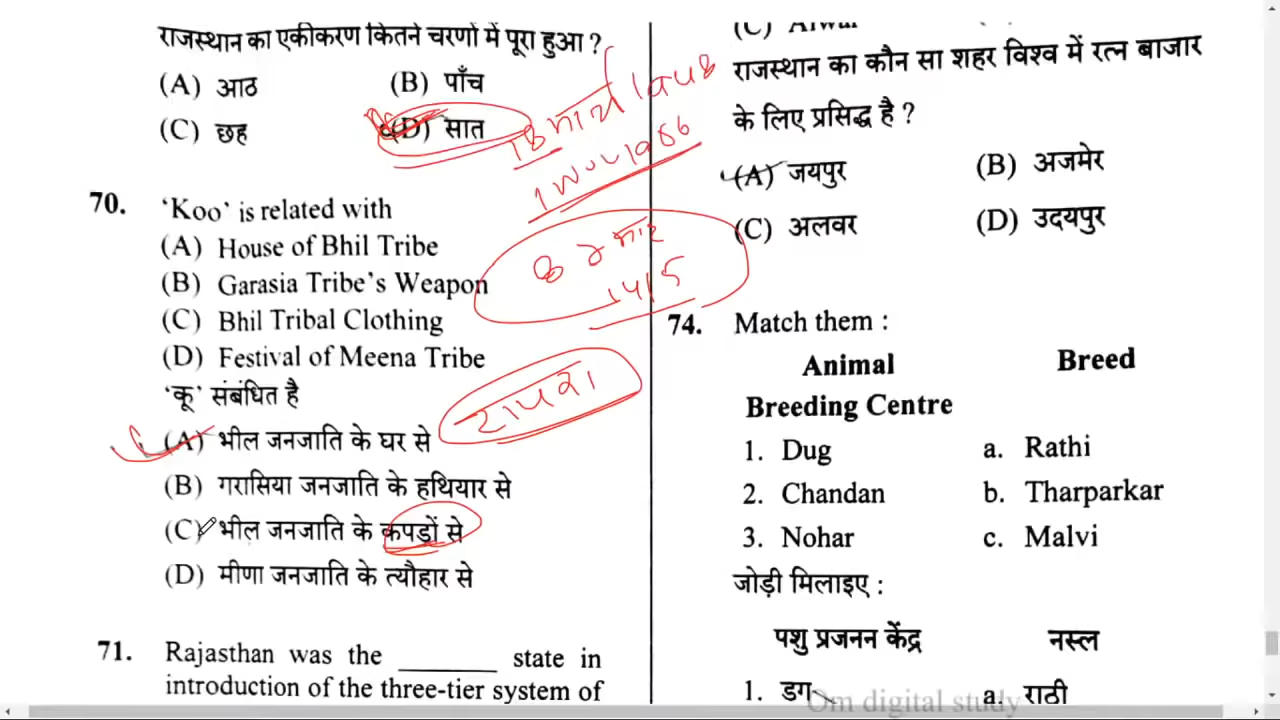 राजस्थान का एकीकरण कितने चरणों में पूरा हुआ ?
(A) आठ (B) पाँच
(C) छह (D) सात
18 मार्च 1948
1 Nov 1956
70. ‘Koo’ is related with
(A) House of Bhil Tribe
(B) Garasia Tribe's Weapon
(C) Bhil Tribal Clothing
(D) Festival of Meena Tribe
‘कू’ संबंधित है
(A) भील जनजाति के घर से
(B) गरासिया जनजाति के हथियार से
(C) भील जनजाति के कपडों से
(D) मीणा जनजाति के त्यौहार से
71. Rajasthan was the ________ state in
introduction of the three-tier system of
(C) Alwar
राजस्थान का कौन सा शहर विश्व में रत्न बाजार
के लिए प्रसिद्ध है ?
(A) जयपुर (B) अजमेर
(C) अलवर (D) उदयपुर
74. Match them :
Animal Breed
Breeding Centre
1. Dug a. Rathi
2. Chandan b. Tharparkar
3. Nohar c. Malvi
जोड़ी मिलाइए :
पशु प्रजनन केंद्र नस्ल
1. डग a. राठी
Om digital study